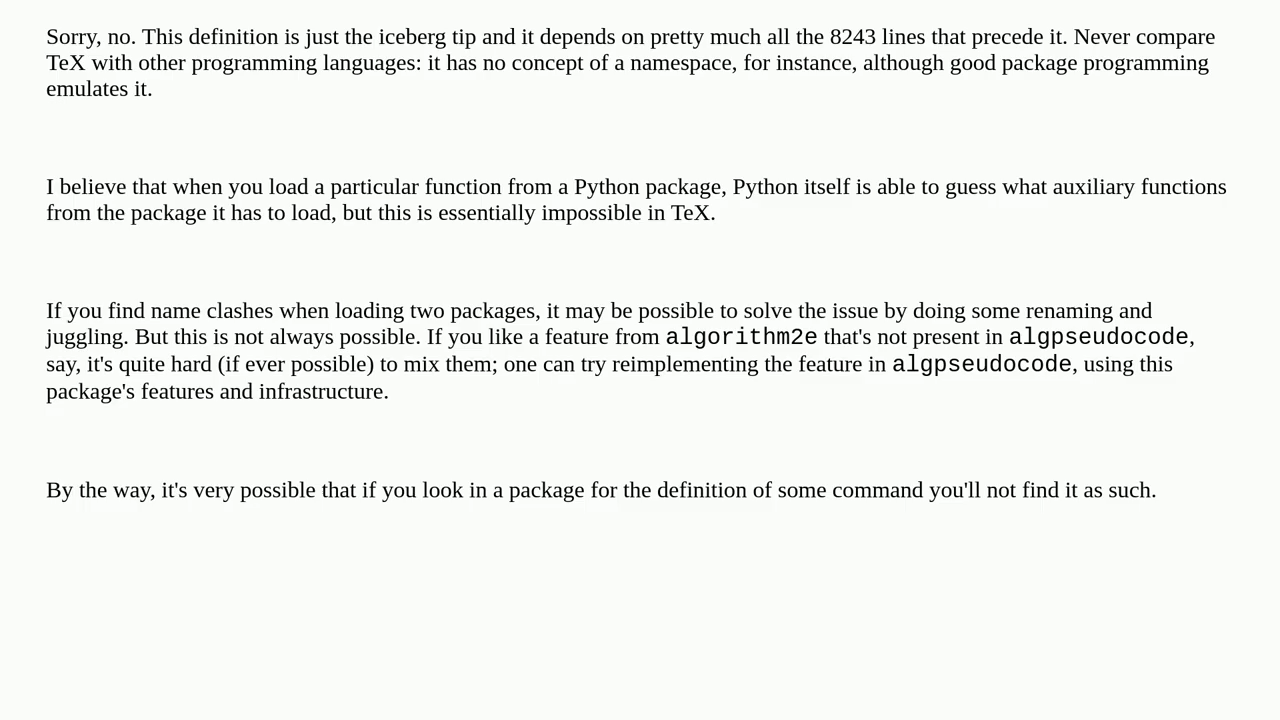 Sorry, no. This definition is just the iceberg tip and it depends on pretty much all the 8243 lines that precede it. Never compare
TeX with other programming languages: it has no concept of a namespace, for instance, although good package programming
emulates it.
I believe that when you load a particular function from a Python package, Python itself is able to guess what auxiliary functions
from the package it has to load, but this is essentially impossible in TeX.
If you find name clashes when loading two packages, it may be possible to solve the issue by doing some renaming and
juggling. But this is not always possible. If you like a feature from algorithm2e that's not present in algpseudocode,
say, it's quite hard (if ever possible) to mix them; one can try reimplementing the feature in algpseudocode, using this
package's features and infrastructure.
By the way, it's very possible that if you look in a package for the definition of some command you'll not find it as such.